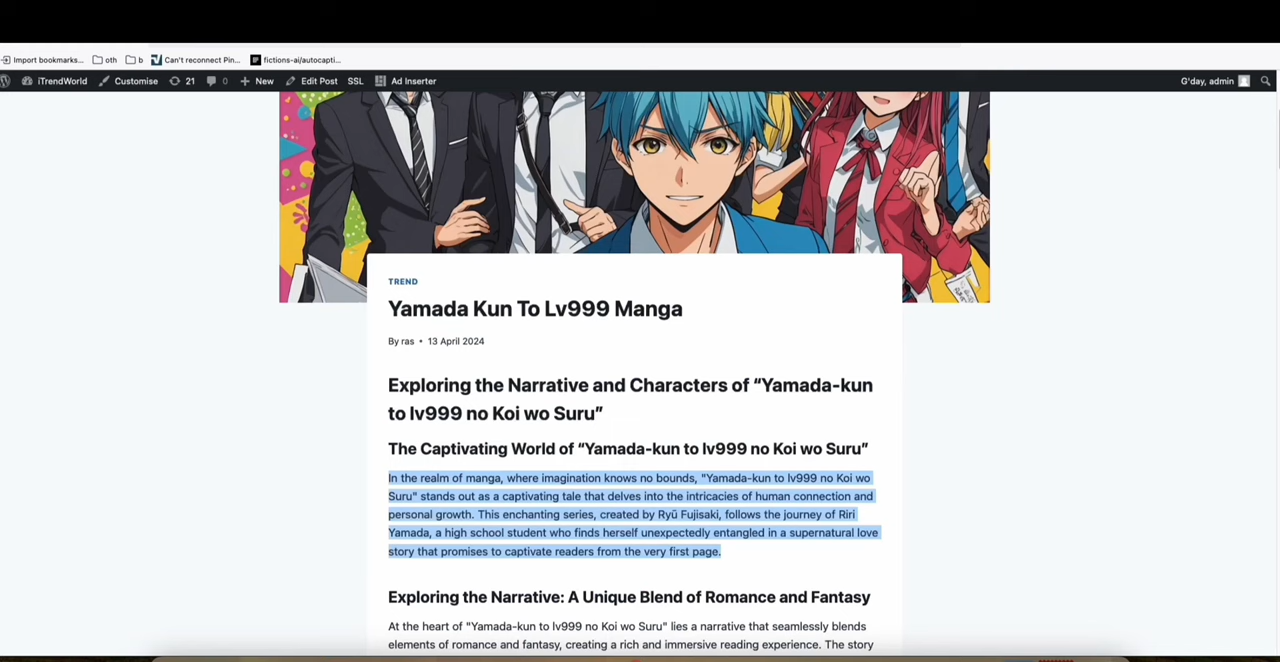 Import bookmarks... oth b Can't reconnect Pin... fictions-ai/autocapti...
iTrendWorld Customise 21 0 New Edit Post SSL Ad Inserter G'day, admin
TREND
Yamada Kun To Lv999 Manga
By ras • 13 April 2024
Exploring the Narrative and Characters of “Yamada-kun
to lv999 no Koi wo Suru”
The Captivating World of “Yamada-kun to lv999 no Koi wo Suru”
In the realm of manga, where imagination knows no bounds, "Yamada-kun to lv999 no Koi wo
Suru" stands out as a captivating tale that delves into the intricacies of human connection and
personal growth. This enchanting series, created by Ryū Fujisaki, follows the journey of Riri
Yamada, a high school student who finds herself unexpectedly entangled in a supernatural love
story that promises to captivate readers from the very first page.
Exploring the Narrative: A Unique Blend of Romance and Fantasy
At the heart of "Yamada-kun to lv999 no Koi wo Suru" lies a narrative that seamlessly blends
elements of romance and fantasy, creating a rich and immersive reading experience. The story